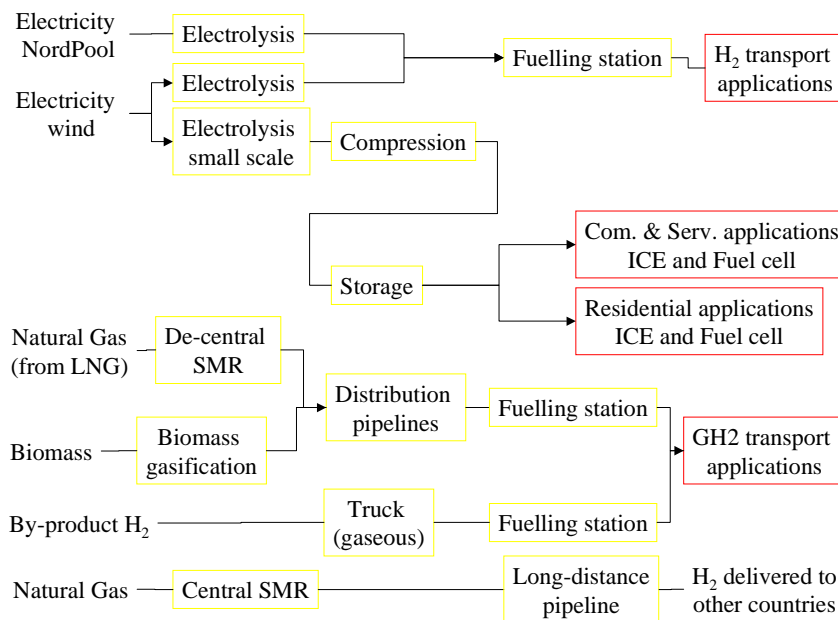 Electricity
NordPool
Electrolysis
Fuelling station
H₂ transport
applications
Electrolysis
Electricity
wind
Electrolysis
small scale
Compression
Com. & Serv. applications
ICE and Fuel cell
Storage
Residential applications
ICE and Fuel cell
Natural Gas
(from LNG)
De-central
SMR
Distribution
pipelines
Fuelling station
GH2 transport
applications
Biomass
Biomass
gasification
By-product H₂
Truck
(gaseous)
Fuelling station
Natural Gas
Central SMR
Long-distance
pipeline
H₂ delivered to
other countries